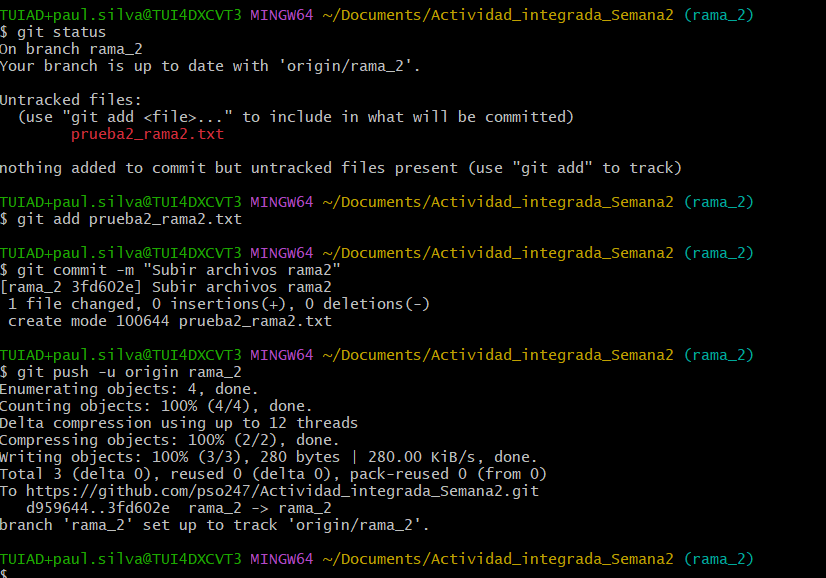 TUIAD+paul.silva@TUI4DXCVT3 MINGW64 ~/Documents/Actividad_integrada_Semana2 (rama_2)
$ git status
On branch rama_2
Your branch is up to date with 'origin/rama_2'.
Untracked files:
(use "git add <file>..." to include in what will be committed)
prueba2_rama2.txt
nothing added to commit but untracked files present (use "git add" to track)
TUIAD+paul.silva@TUI4DXCVT3 MINGW64 ~/Documents/Actividad_integrada_Semana2 (rama_2)
$ git add prueba2_rama2.txt
TUIAD+paul.silva@TUI4DXCVT3 MINGW64 ~/Documents/Actividad_integrada_Semana2 (rama_2)
$ git commit -m "Subir archivos rama2"
[rama_2 3fd602e] Subir archivos rama2
1 file changed, 0 insertions(+), 0 deletions(-)
create mode 100644 prueba2_rama2.txt
TUIAD+paul.silva@TUI4DXCVT3 MINGW64 ~/Documents/Actividad_integrada_Semana2 (rama_2)
$ git push -u origin rama_2
Enumerating objects: 4, done.
Counting objects: 100% (4/4), done.
Delta compression using up to 12 threads
Compressing objects: 100% (2/2), done.
Writing objects: 100% (3/3), 280 bytes | 280.00 KiB/s, done.
Total 3 (delta 0), reused 0 (delta 0), pack-reused 0 (from 0)
To https://github.com/pso247/Actividad_integrada_Semana2.git
d959644..3fd602e  rama_2 -> rama_2
branch 'rama_2' set up to track 'origin/rama_2'.
TUIAD+paul.silva@TUI4DXCVT3 MINGW64 ~/Documents/Actividad_integrada_Semana2 (rama_2)
$